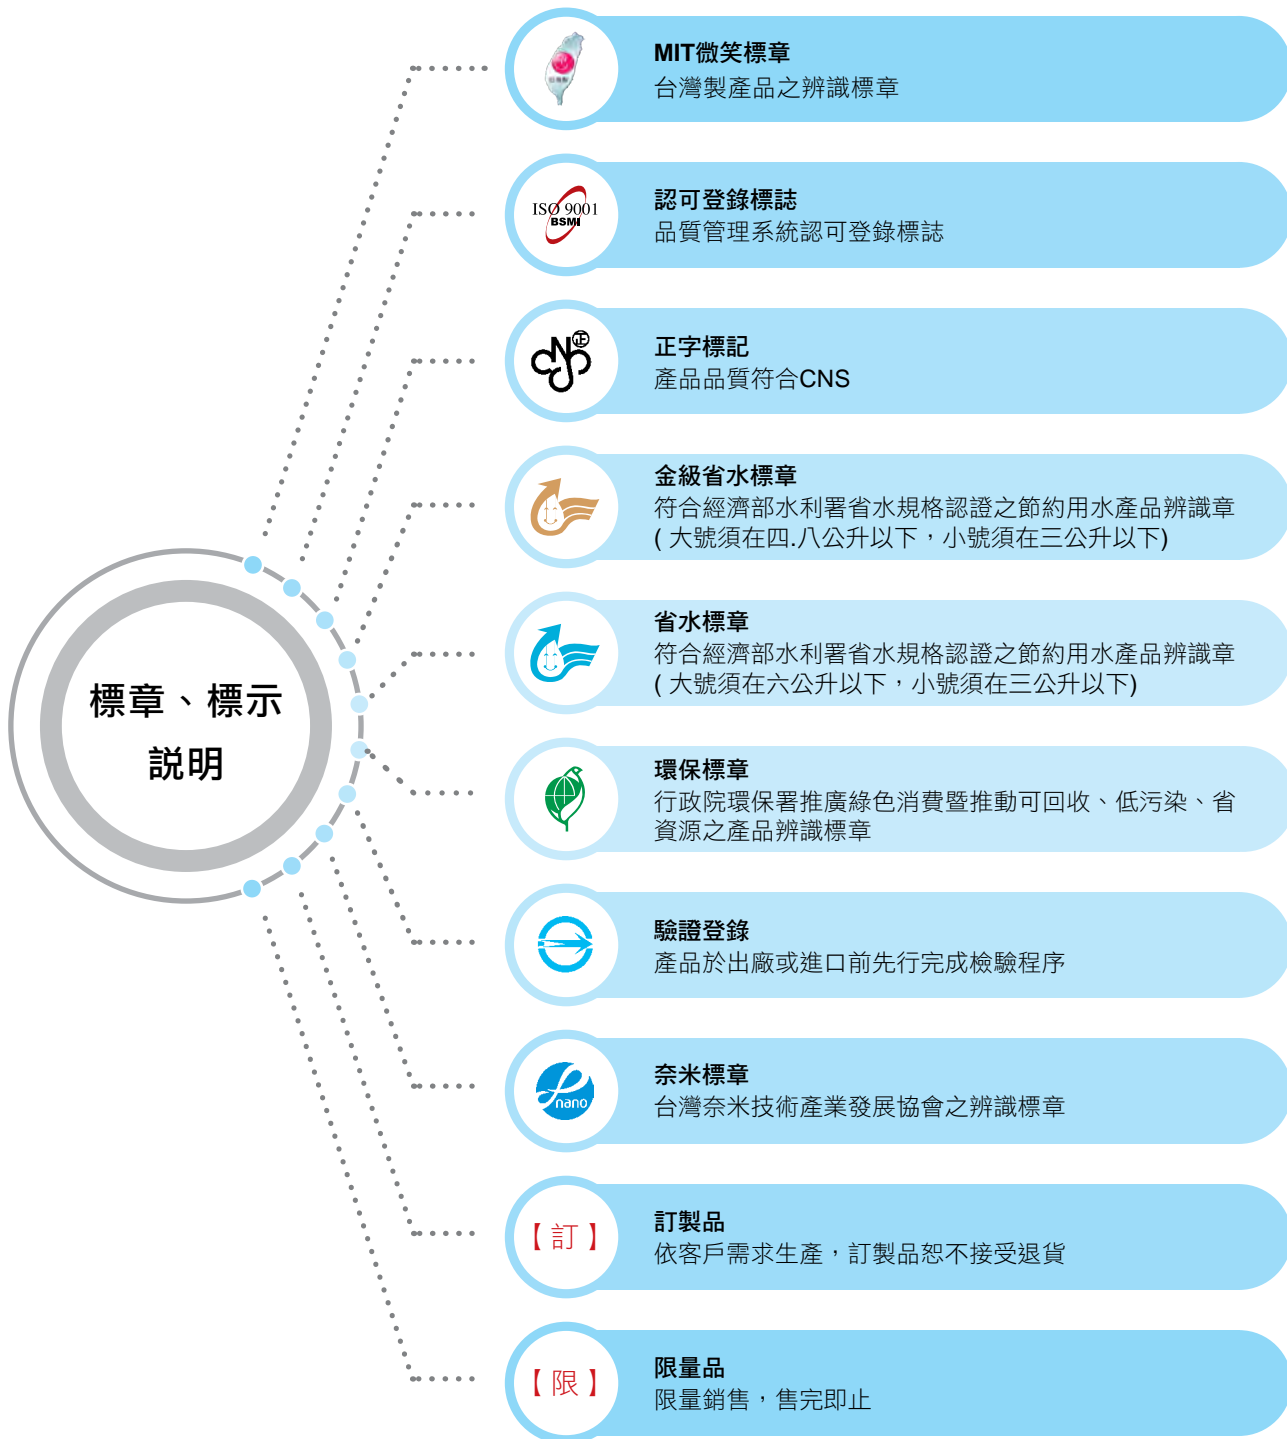 MIT微笑標章
台灣製產品之辨識標章
ISO 9001
BSMI
認可登錄標誌
品質管理系統認可登錄標誌
正
CNS
正字標記
產品品質符合CNS
金級省水標章
符合經濟部水利署省水規格認證之節約用水產品辨識章
( 大號須在四.八公升以下，小號須在三公升以下)
省水標章
符合經濟部水利署省水規格認證之節約用水產品辨識章
( 大號須在六公升以下，小號須在三公升以下)
標章、標示
說明
環保標章
行政院環保署推廣綠色消費暨推動可回收、低污染、省
資源之產品辨識標章
驗證登錄
產品於出廠或進口前先行完成檢驗程序
nano
奈米標章
台灣奈米技術產業發展協會之辨識標章
【訂】
訂製品
依客戶需求生產，訂製品恕不接受退貨
【限】
限量品
限量銷售，售完即止